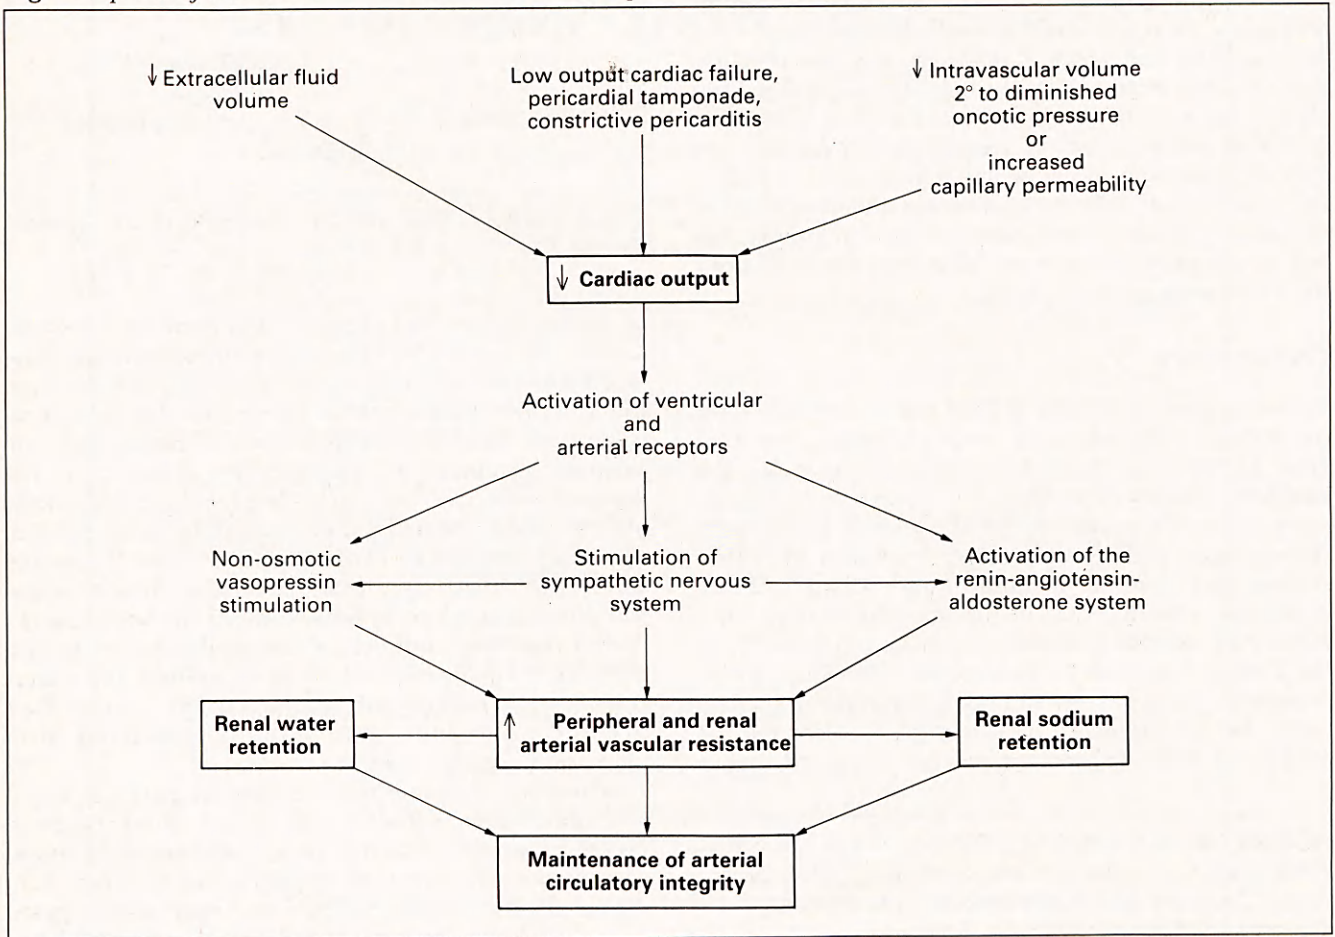 ↓ Extracellular fluid
volume
Low output cardiac failure,
pericardial tamponade,
constrictive pericarditis
↓ Intravascular volume
2° to diminished
oncotic pressure
or
increased
capillary permeability
↓ Cardiac output
Activation of ventricular
and
arterial receptors
Non-osmotic
vasopressin
stimulation
Stimulation of
sympathetic nervous
system
Activation of the
renin-angiotensin-
aldosterone system
Renal water
retention
↑ Peripheral and renal
arterial vascular resistance
Renal sodium
retention
Maintenance of arterial
circulatory integrity